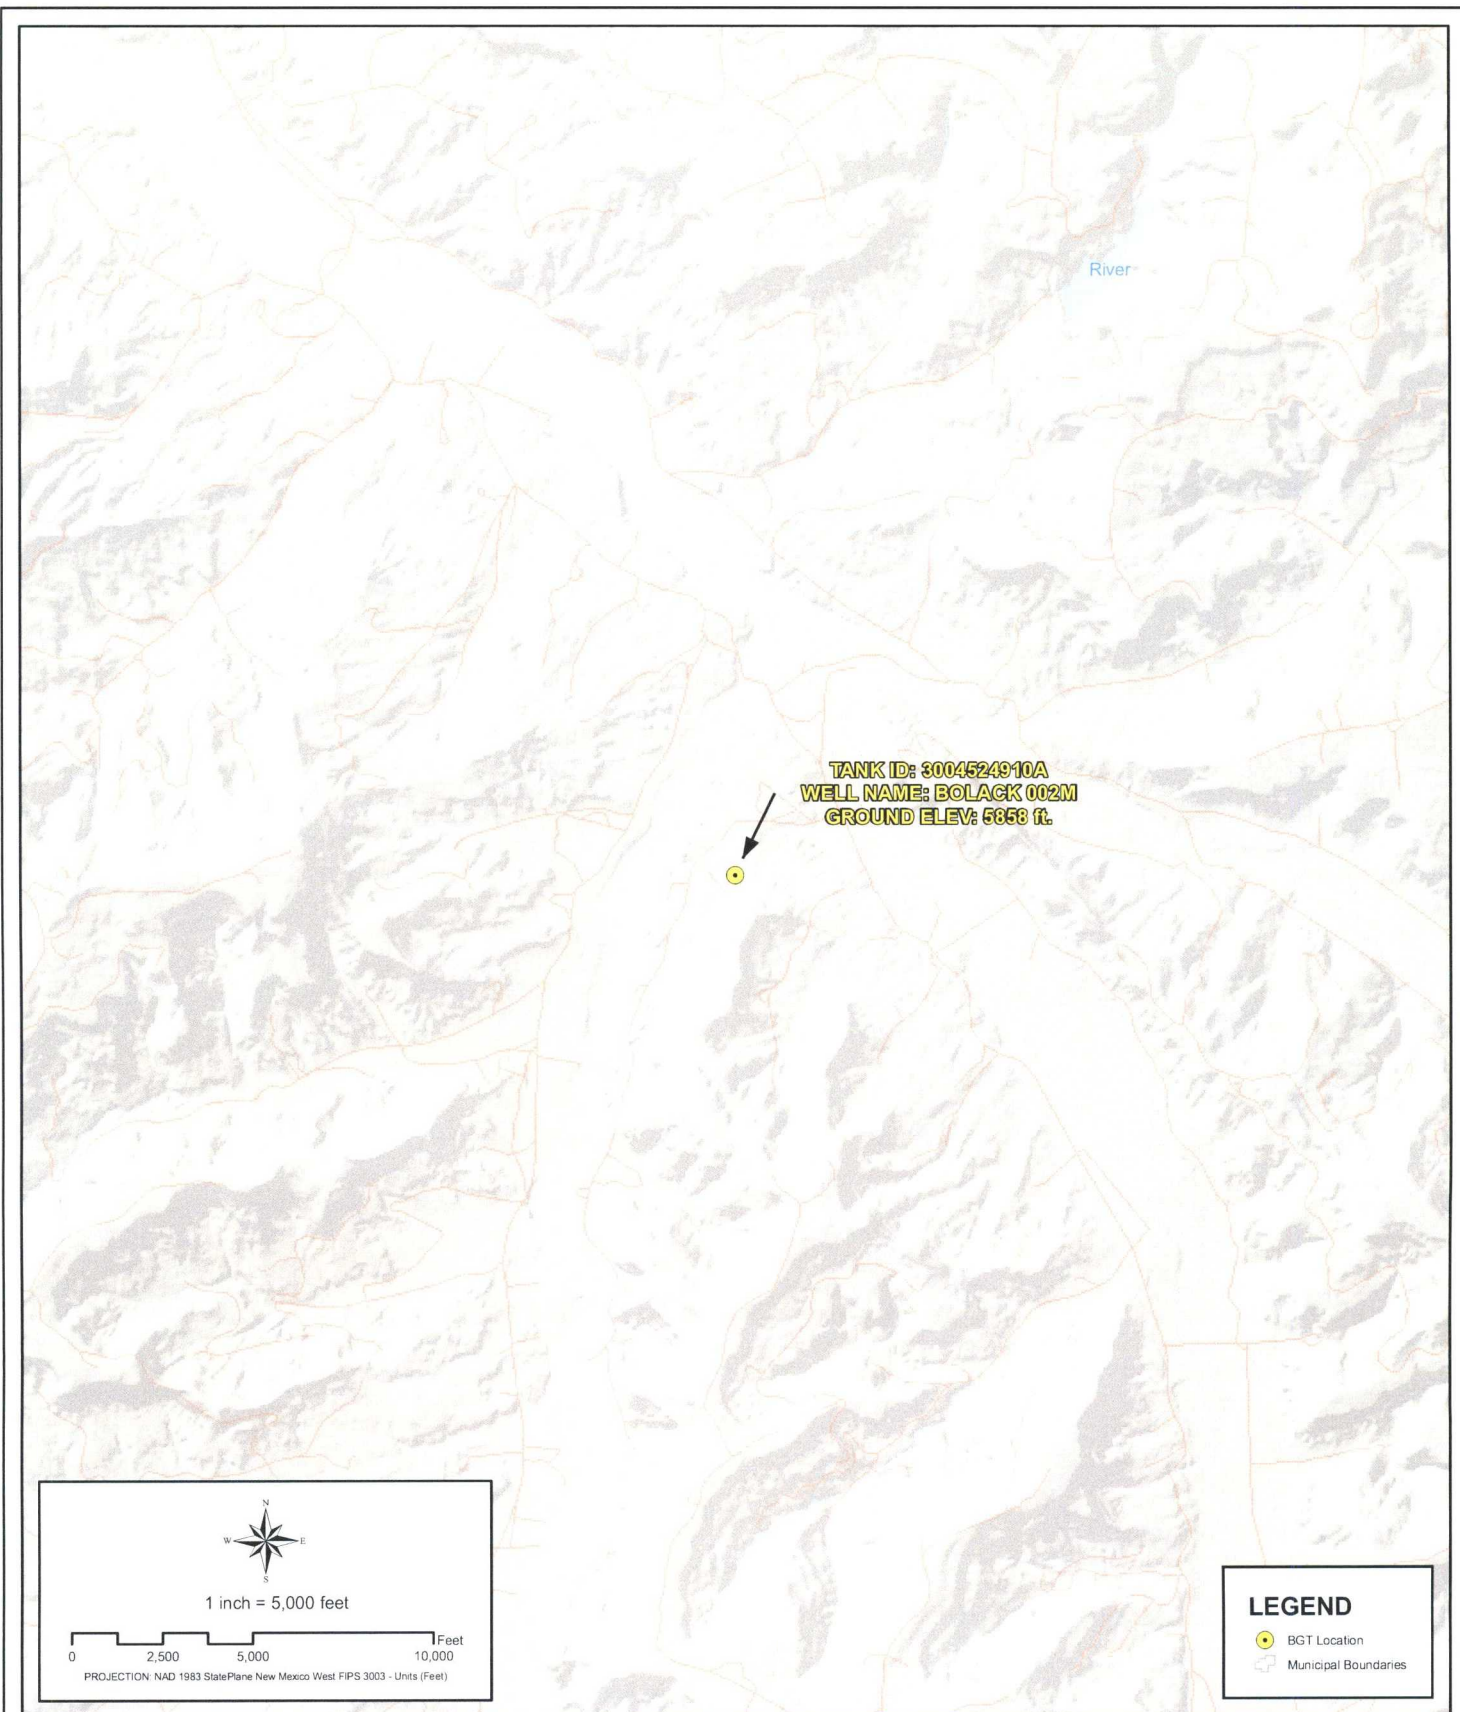 River
TANK ID: 3004524910A
WELL NAME: BOLACK 002M
GROUND ELEV: 5858 ft.
N
W E
S
1 inch = 5,000 feet
Feet
0 2,500 5,000 10,000
PROJECTION: NAD 1983 StatePlane New Mexico West FIPS 3003 - Units (Feet)
LEGEND
BGT Location
Municipal Boundaries